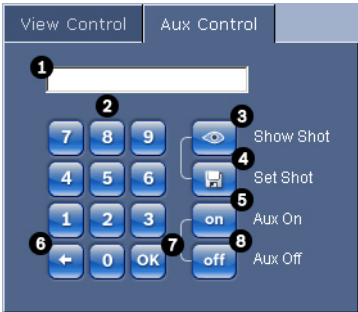 View Control Aux Control
1
2
7 8 9 3 Show Shot
4 5 6 4 Set Shot
5
1 2 3 on Aux On
6 7 8
0 OK off Aux Off